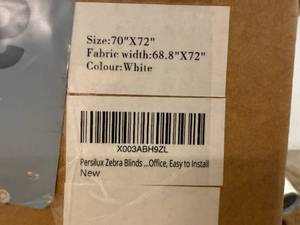 Size:70"X72"
Fabric width:68.8"X72"
Colour:White
X003ABH9ZL
Persilux Zebra Blinds ...Office, Easy to Install
New